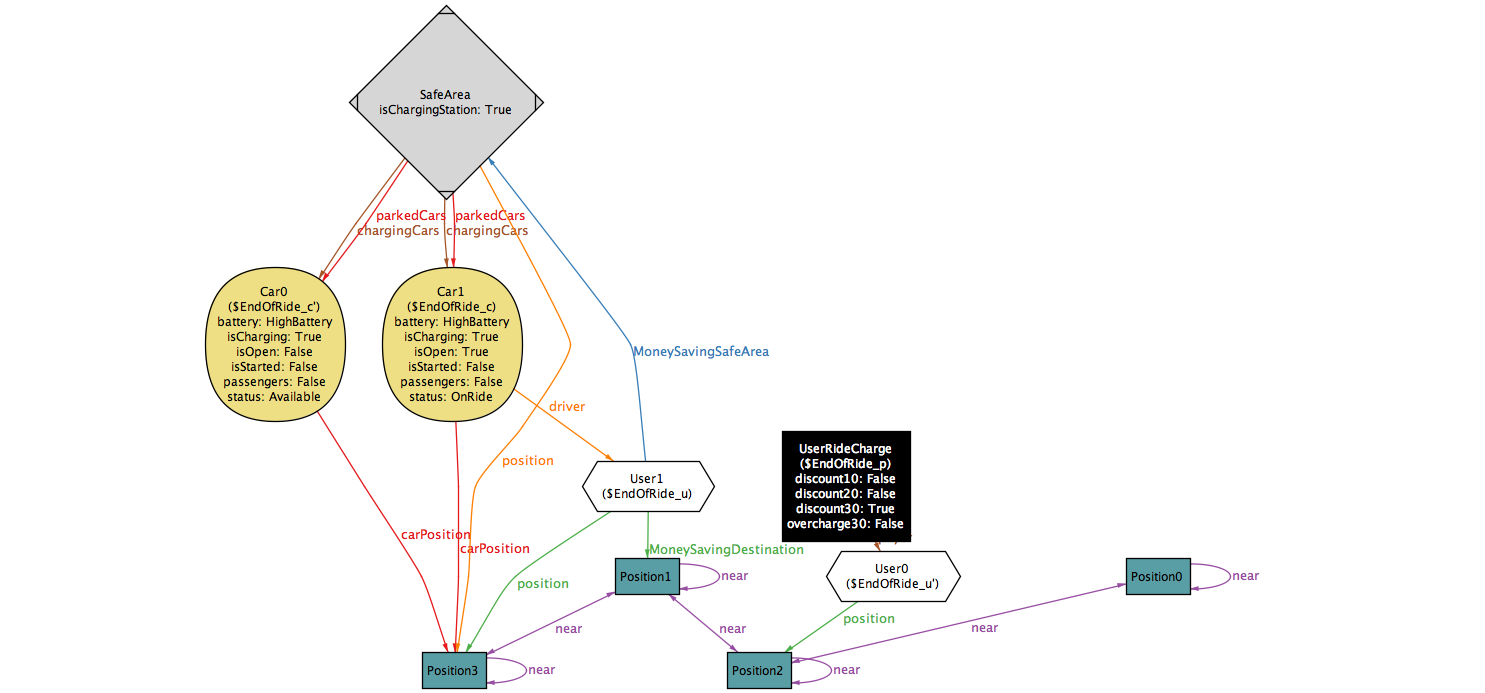 SafeArea
isChargingStation: True
parkedCars
parkedCars
chargingCars
chargingCars
Car0
($EndOfRide_c')
battery: HighBattery
isCharging: True
isOpen: False
isStarted: False
passengers: False
status: Available
Car1
($EndOfRide_c)
battery: HighBattery
isCharging: True
isOpen: True
isStarted: False
passengers: False
status: OnRide
MoneySavingSafeArea
driver
position
User1
($EndOfRide_u)
UserRideCharge
($EndOfRide_p)
discount10: False
discount20: False
discount30: True
overcharge30: False
carPosition
carPosition
MoneySavingDestination
position
Position1
near
User0
($EndOfRide_u')
Position0
near
position
near
near
near
Position3
near
Position2
near